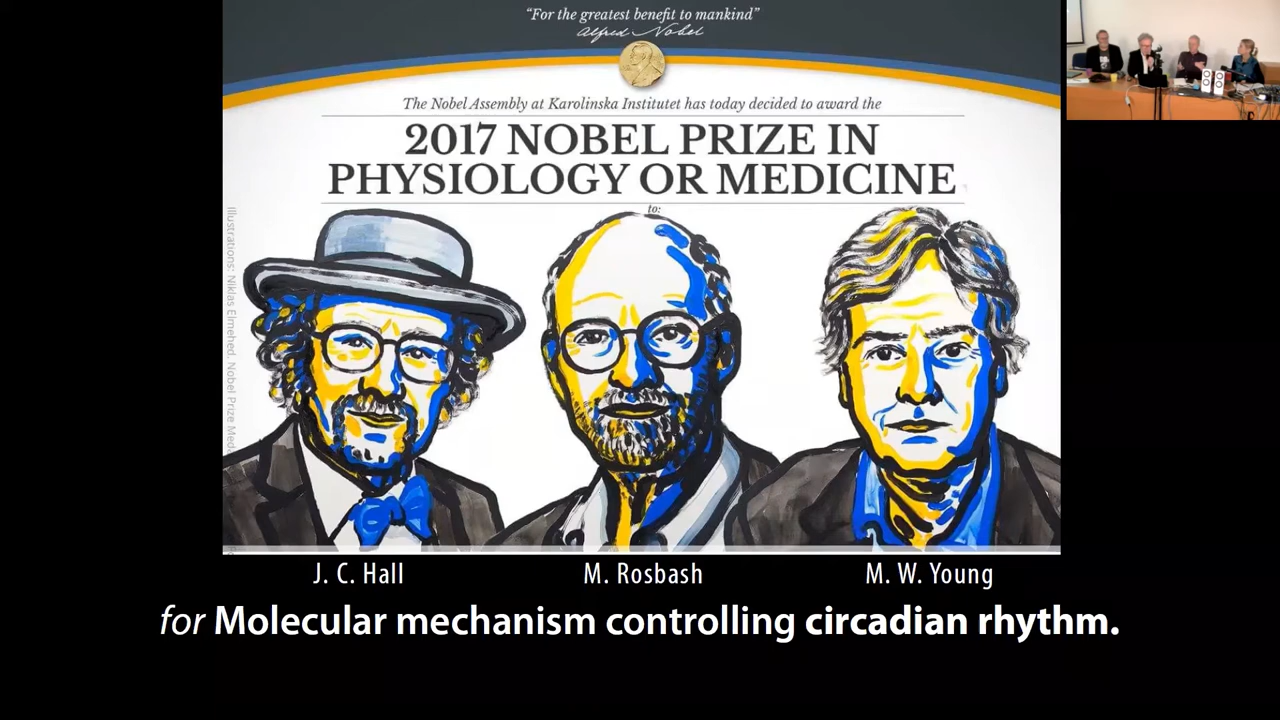 “For the greatest benefit to mankind”
Alfred Nobel
The Nobel Assembly at Karolinska Institutet has today decided to award the
2017 NOBEL PRIZE IN
PHYSIOLOGY OR MEDICINE
to:
Illustrations: Niklas Elmehed. Nobel Prize Med
J. C. Hall
M. Rosbash
M. W. Young
for Molecular mechanism controlling circadian rhythm.